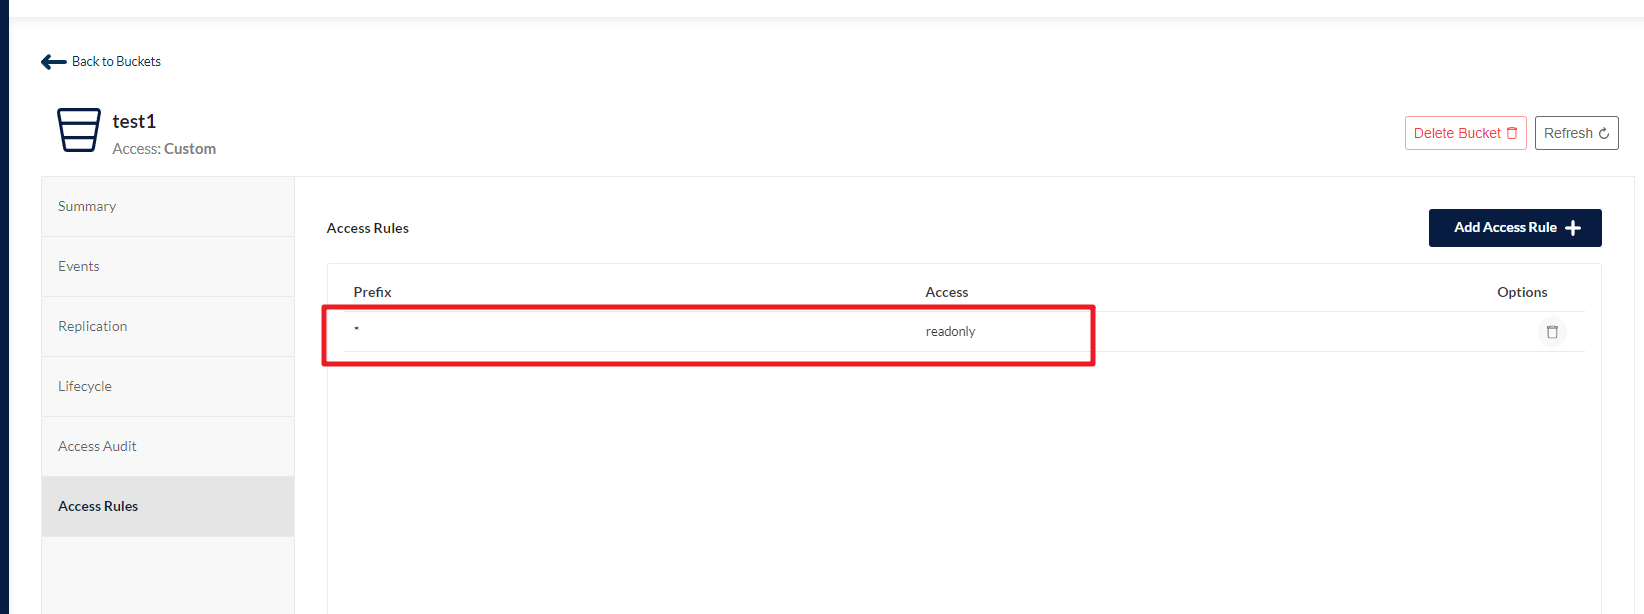 Back to Buckets
test1
Access: Custom
Delete Bucket
Refresh
Summary
Events
Replication
Lifecycle
Access Audit
Access Rules
Access Rules
Add Access Rule +
Prefix Access Options
* readonly